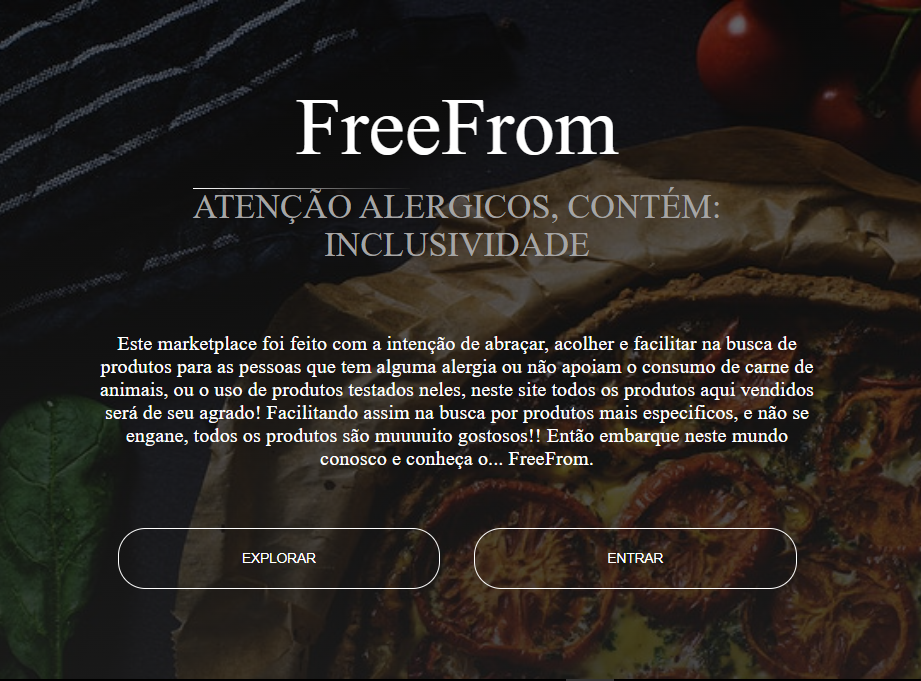 FreeFrom
ATENÇÃO ALERGICOS, CONTÉM:
INCLUSIVIDADE
Este marketplace foi feito com a intenção de abraçar, acolher e facilitar na busca de
produtos para as pessoas que tem alguma alergia ou não apoiam o consumo de carne de
animais, ou o uso de produtos testados neles, neste site todos os produtos aqui vendidos
será de seu agrado! Facilitando assim na busca por produtos mais especificos, e não se
engane, todos os produtos são muuuuito gostosos!! Então embarque neste mundo
conosco e conheça o... FreeFrom.
EXPLORAR
ENTRAR